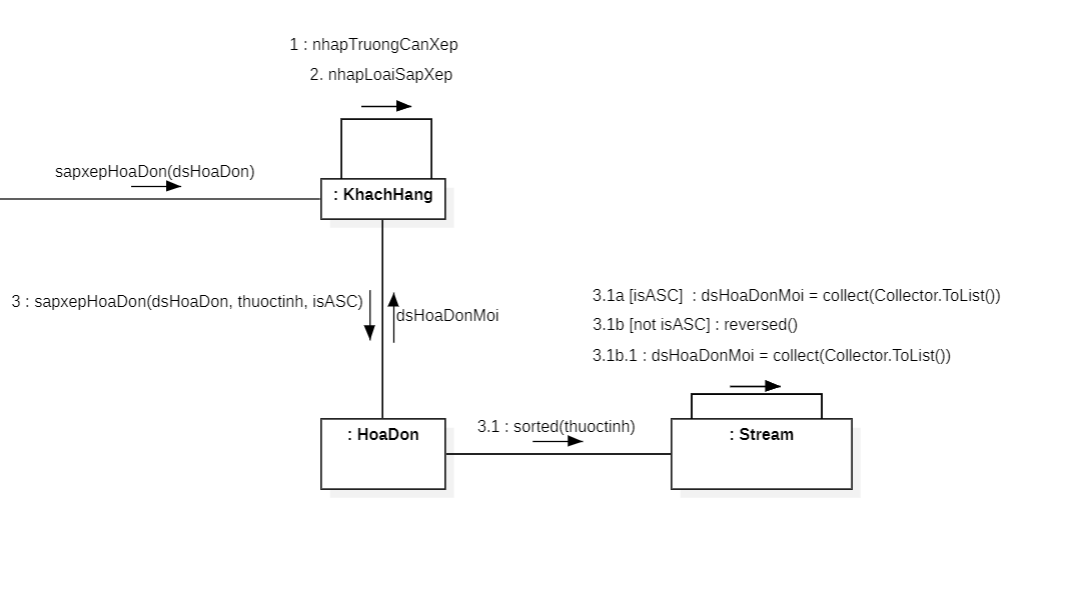 1 : nhapTruongCanXep
2. nhapLoaiSapXep
sapxepHoaDon(dsHoaDon)
: KhachHang
3 : sapxepHoaDon(dsHoaDon, thuoctinh, isASC)
dsHoaDonMoi
3.1a [isASC]  : dsHoaDonMoi = collect(Collector.ToList())
3.1b [not isASC] : reversed()
3.1b.1 : dsHoaDonMoi = collect(Collector.ToList())
: HoaDon
3.1 : sorted(thuoctinh)
: Stream